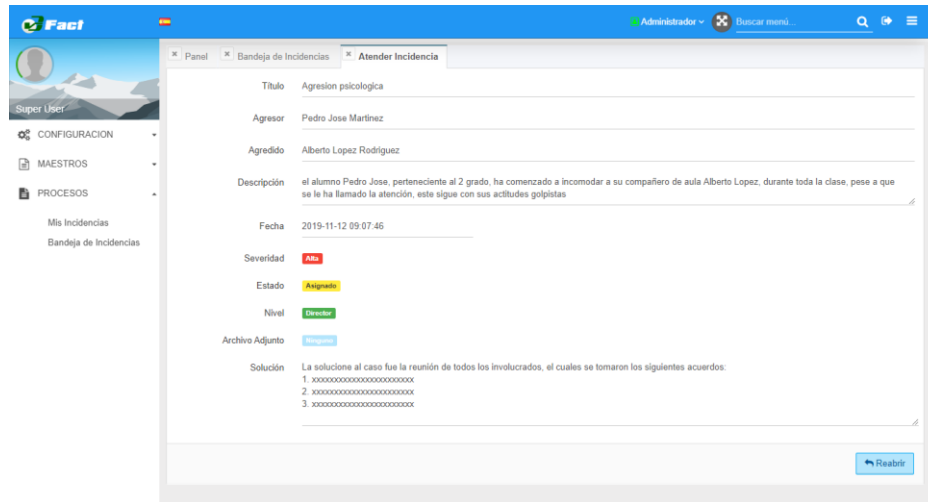 Fact
Administrador
Buscar menú...
Super User
CONFIGURACION
MAESTROS
PROCESOS
Mis Incidencias
Bandeja de Incidencias
Panel
Bandeja de Incidencias
Atender Incidencia
Título
Agresion psicologica
Agresor
Pedro Jose Martinez
Agredido
Alberto Lopez Rodriguez
Descripción
el alumno Pedro Jose, perteneciente al 2 grado, ha comenzado a incomodar a su compañero de aula Alberto Lopez, durante toda la clase, pese a que
se le ha llamado la atención, este sigue con sus actitudes golpistas
Fecha
2019-11-12 09:07:46
Severidad
Alta
Estado
Asignado
Nivel
Director
Archivo Adjunto
Ninguno
Solución
La solucione al caso fue la reunión de todos los involucrados, el cuales se tomaron los siguientes acuerdos:
1. xxxxxxxxxxxxxxxxxxxxxxx
2. xxxxxxxxxxxxxxxxxxxxxxx
3. xxxxxxxxxxxxxxxxxxxxxxx
Reabrir